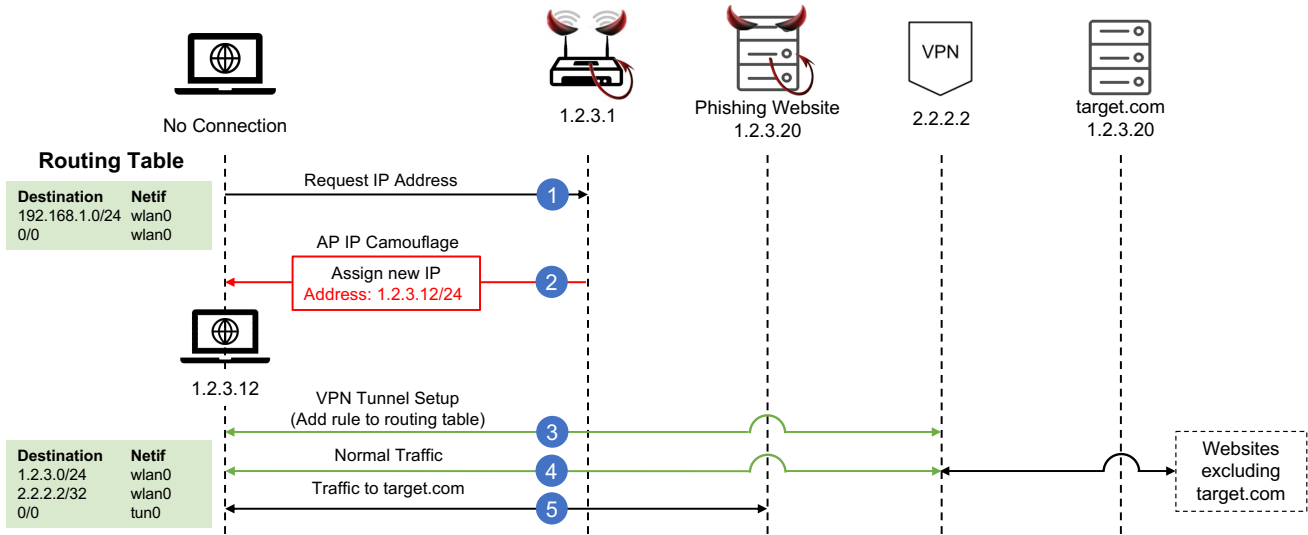 No Connection
1.2.3.1
Phishing Website
1.2.3.20
VPN
2.2.2.2
target.com
1.2.3.20
Routing Table
Destination Netif
192.168.1.0/24 wlan0
0/0 wlan0
Request IP Address
1
AP IP Camouflage
Assign new IP
Address: 1.2.3.12/24
2
1.2.3.12
VPN Tunnel Setup
(Add rule to routing table)
3
Destination Netif
1.2.3.0/24 wlan0
2.2.2.2/32 wlan0
0/0 tun0
Normal Traffic
4
Websites
excluding
target.com
Traffic to target.com
5